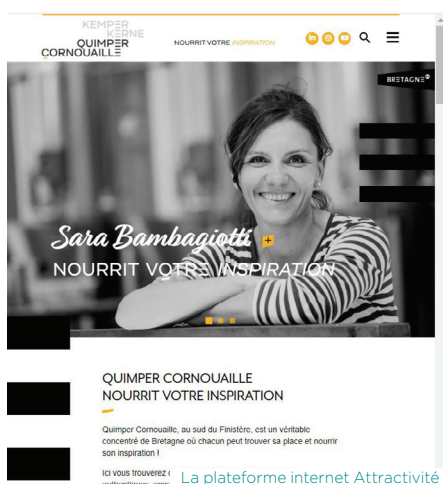 KEMPER
KERNE
QUIMPER
CORNOUAILLE
NOURRIT VOTRE INSPIRATION
BRETAGNE
Sara Bambagiotti +
NOURRIT VOTRE INSPIRATION
QUIMPER CORNOUAILLE
NOURRIT VOTRE INSPIRATION
Quimper Cornouaille, au sud du Finistère, est un véritable
concentré de Bretagne où chacun peut trouver sa place et nourrir
son inspiration !
Ici vous trouverez
La plateforme internet Attractivité